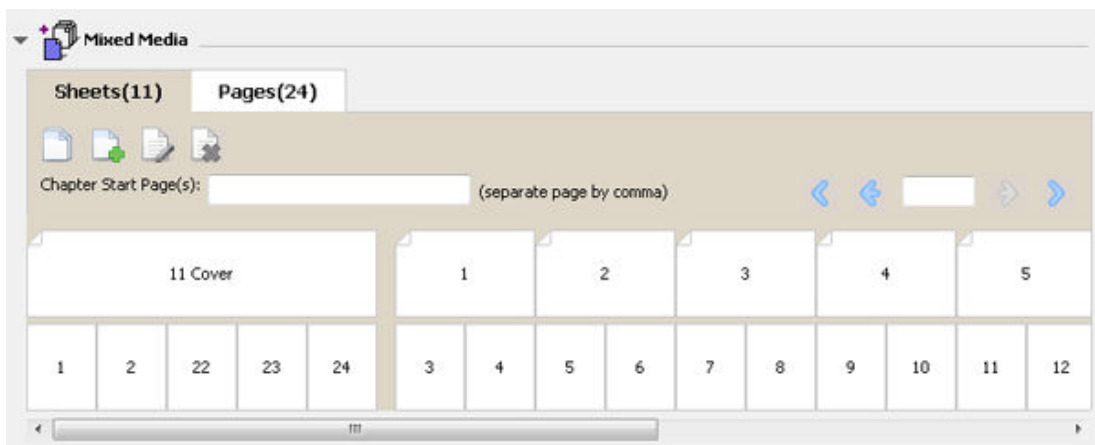 Mixed Media
Sheets(11) Pages(24)
Chapter Start Page(s): (separate page by comma)
11 Cover 1 2 3 4 5
1 2 22 23 24 3 4 5 6 7 8 9 10 11 12